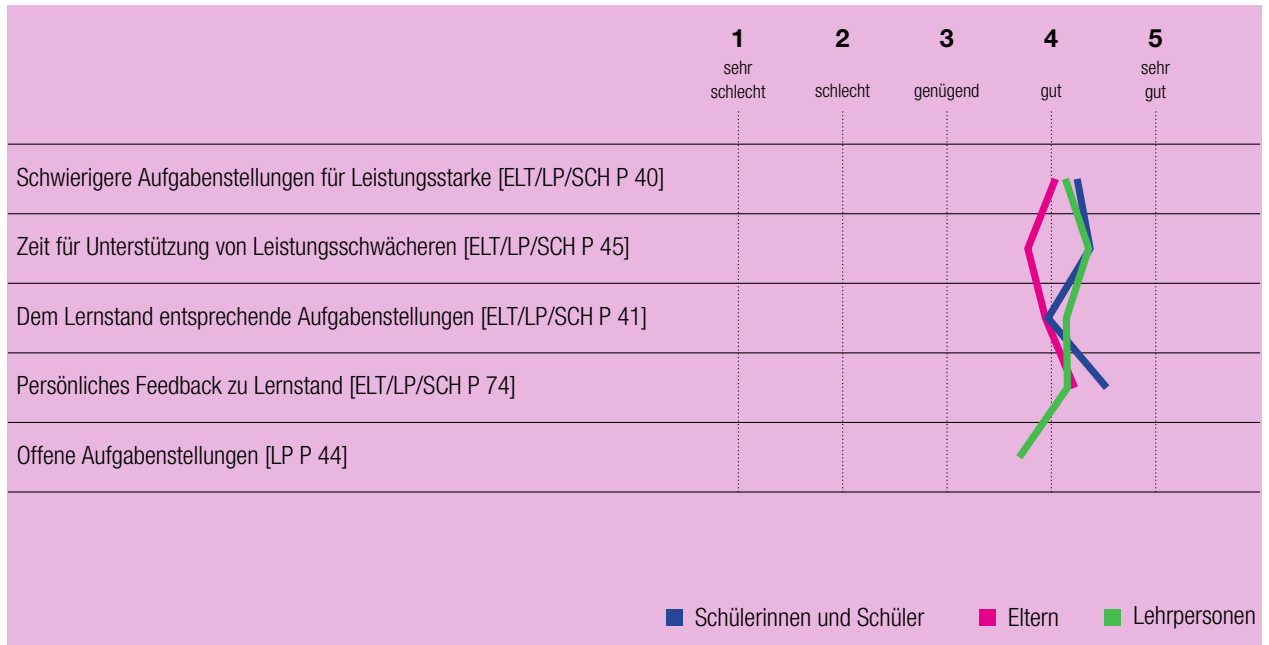 1 2 3 4 5
sehr schlecht schlecht genügend gut sehr gut
Schwierigere Aufgabenstellungen für Leistungsstarke [ELT/LP/SCH P 40]
Zeit für Unterstützung von Leistungsschwächeren [ELT/LP/SCH P 45]
Dem Lernstand entsprechende Aufgabenstellungen [ELT/LP/SCH P 41]
Persönliches Feedback zu Lernstand [ELT/LP/SCH P 74]
Offene Aufgabenstellungen [LP P 44]
Schülerinnen und Schüler Eltern Lehrpersonen